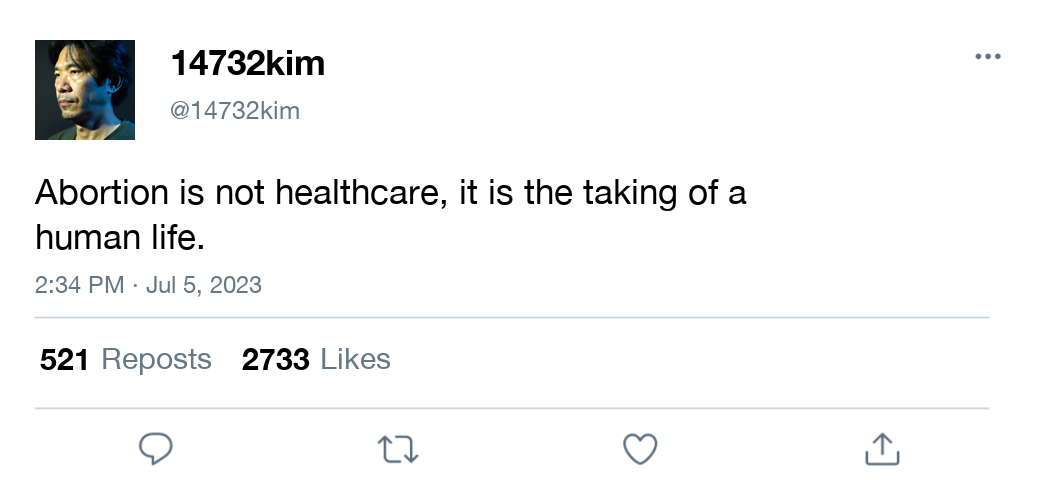 14732kim
@14732kim
Abortion is not healthcare, it is the taking of a
human life.
2:34 PM · Jul 5, 2023
521 Reposts 2733 Likes